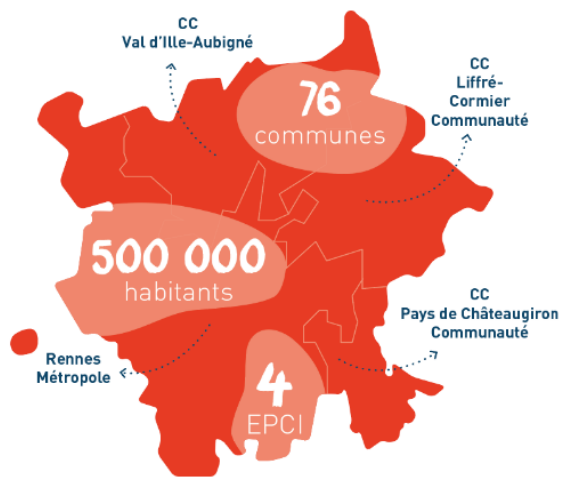 CC
Val d'Ille-Aubigné
CC
Liffré-
Cormier
Communauté
76
communes
500 000
habitants
CC
Pays de Châteaugiron
Communauté
Rennes
Métropole
4
EPCI